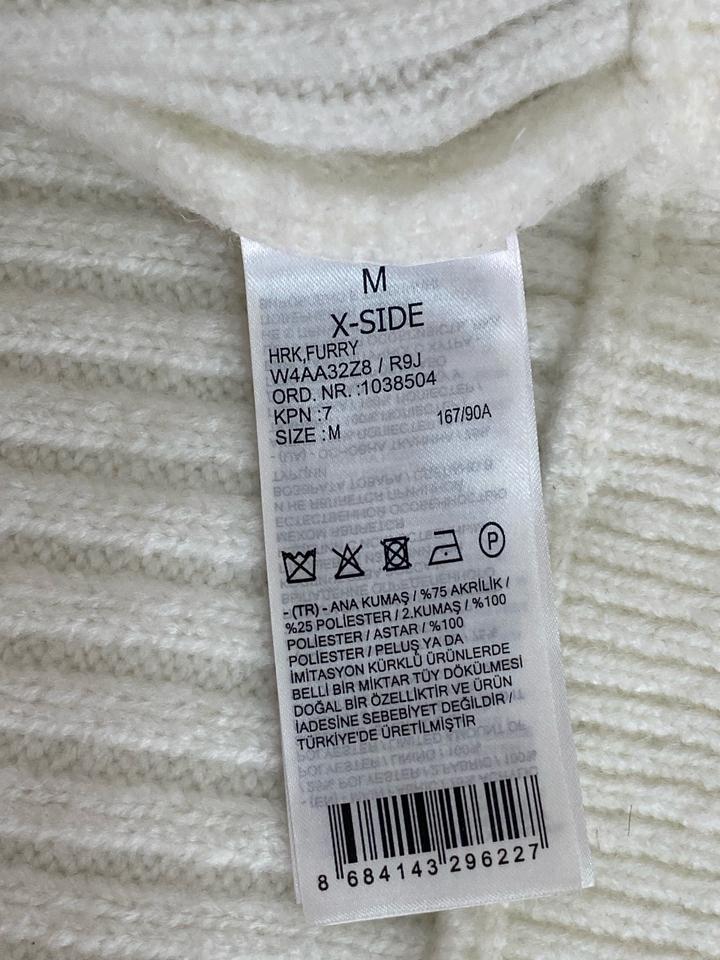 M
X-SIDE
HRK,FURRY
W4AA32Z8 / R9J
ORD. NR. :1038504
KPN :7
SIZE :M 167/90A
P
- (TR) - ANA KUMAŞ / %75 AKRİLİK /
%25 POLİESTER / 2.KUMAŞ / %100
POLİESTER / ASTAR / %100
POLİESTER / PELUŞ YA DA
İMİTASYON KÜRKLÜ ÜRÜNLERDE
BELLİ BİR MİKTAR TÜY DÖKÜLMESİ
DOĞAL BİR ÖZELLİKTİR VE ÜRÜN
İADESİNE SEBEBİYET DEĞİLDİR /
TÜRKİYE'DE ÜRETİLMİŞTİR
8 684143 296227